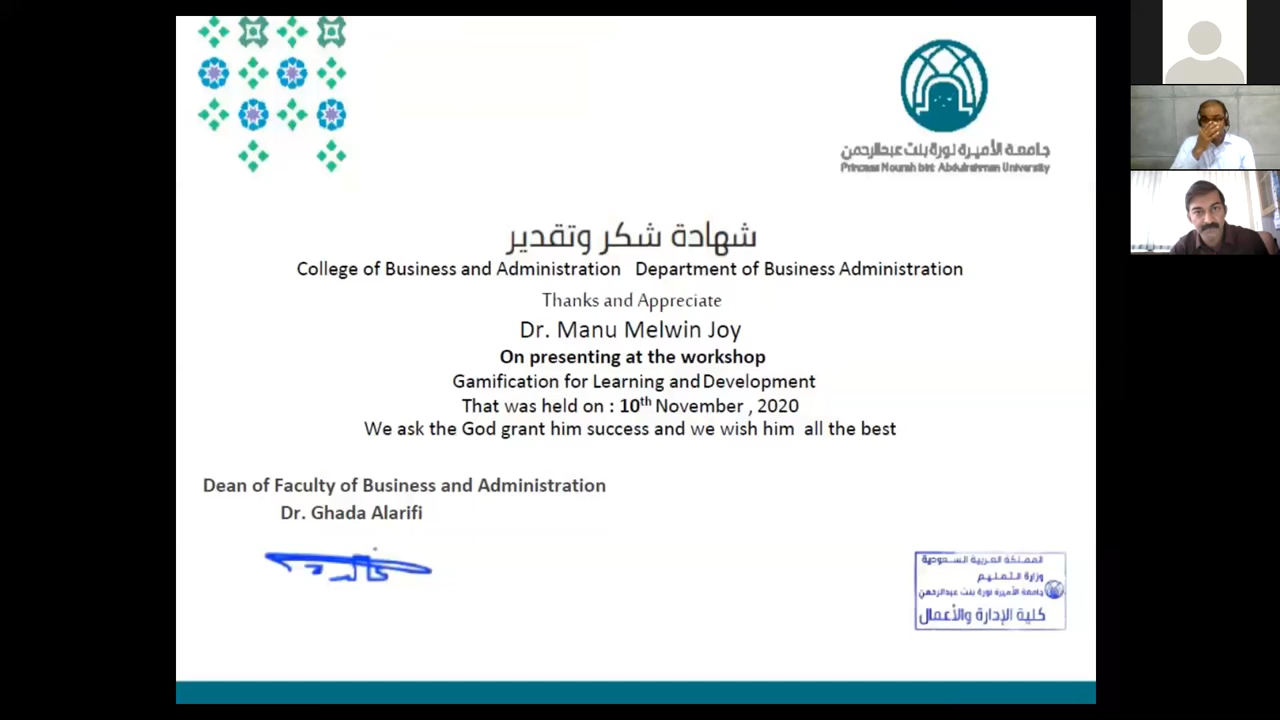 جامعة الأميرة نورة بنت عبدالرحمن
Princess Nourah bint Abdulrahman University
شهادة شكر وتقدير
College of Business and Administration Department of Business Administration
Thanks and Appreciate
Dr. Manu Melwin Joy
On presenting at the workshop
Gamification for Learning and Development
That was held on : 10th November , 2020
We ask the God grant him success and we wish him all the best
Dean of Faculty of Business and Administration
Dr. Ghada Alarifi
المملكة العربية السعودية
وزارة التعليم
جامعة الأميرة نورة بنت عبدالرحمن
كلية الإدارة والأعمال